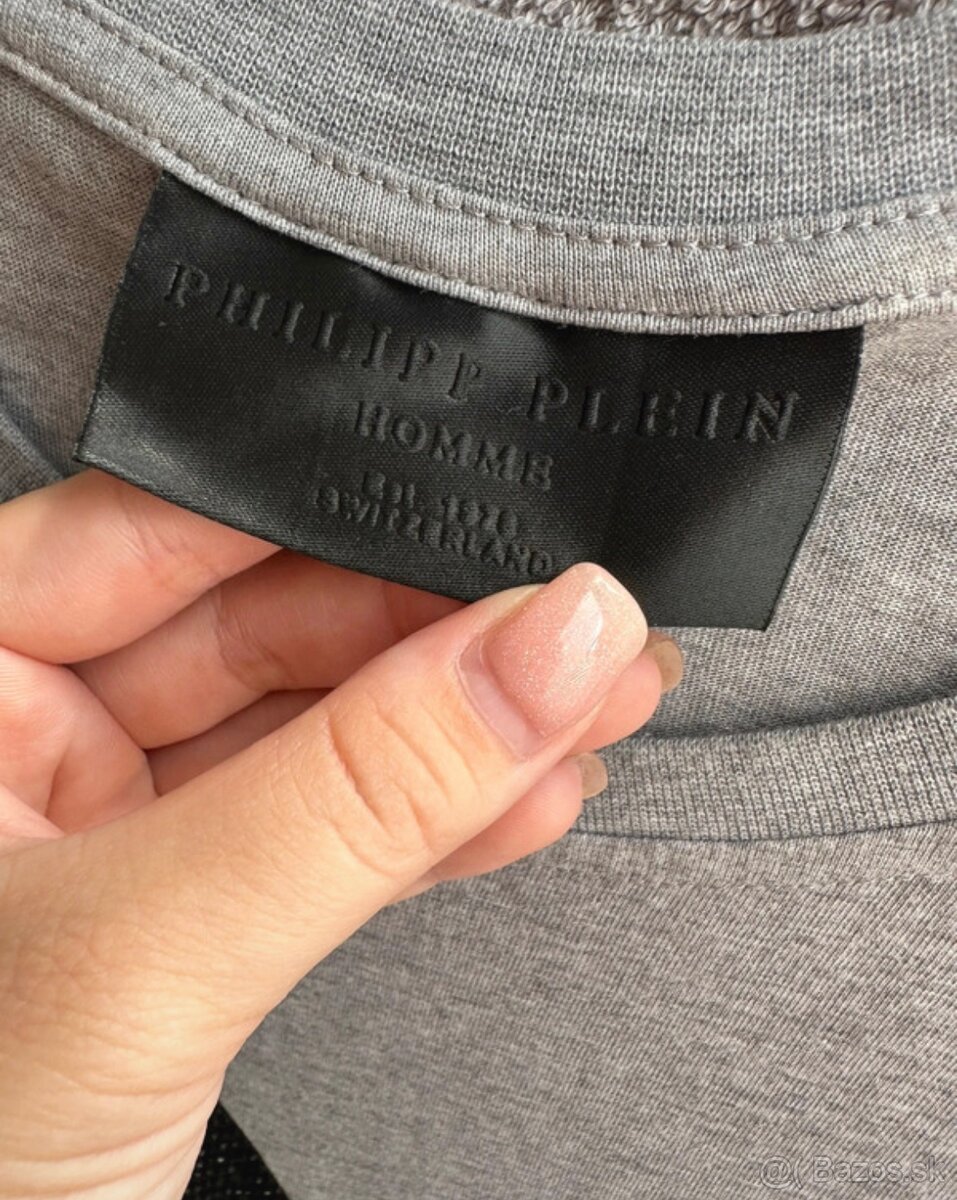 PHILIPP PLEIN
HOMME
EST. 1978
SWITZERLAND
@( Bazos.sk